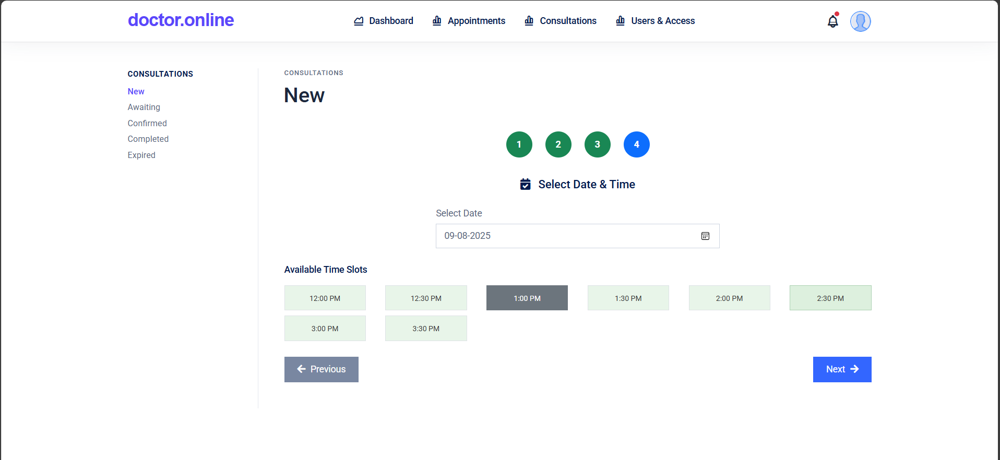 doctor.online
Dashboard
Appointments
Consultations
Users & Access
CONSULTATIONS
New
Awaiting
Confirmed
Completed
Expired
CONSULTATIONS
New
1 2 3 4
Select Date & Time
Select Date
09-08-2025
Available Time Slots
12:00 PM 12:30 PM 1:00 PM 1:30 PM 2:00 PM 2:30 PM
3:00 PM 3:30 PM
Previous
Next